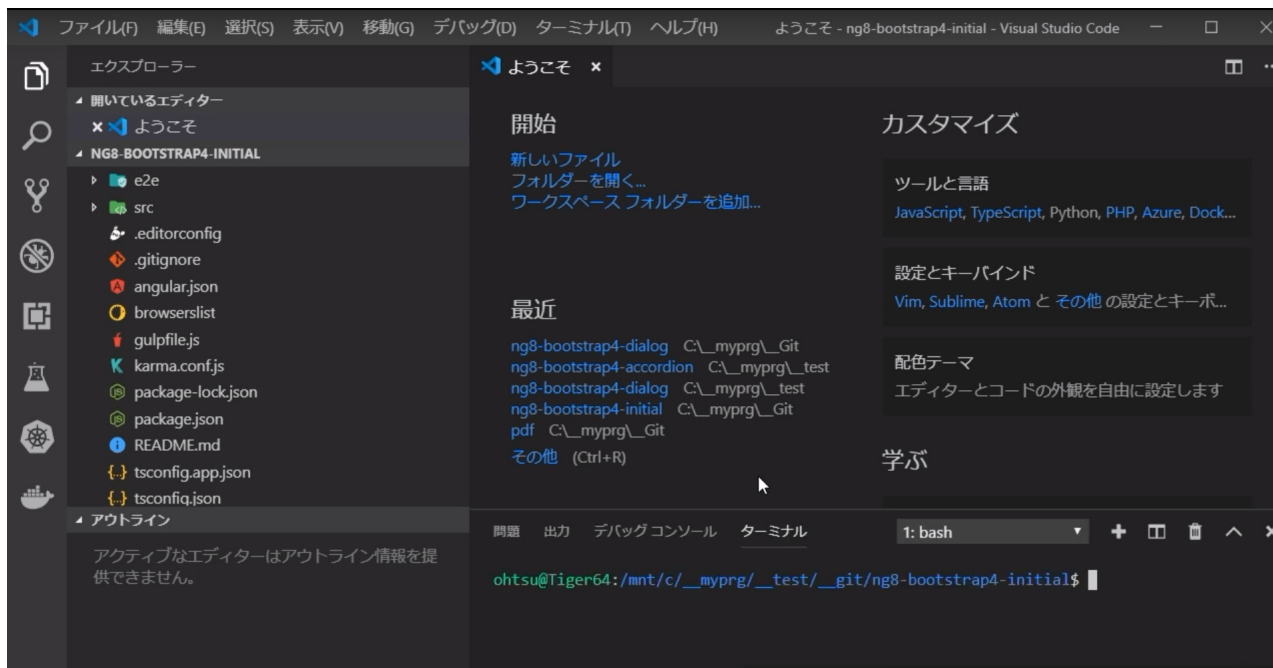 ファイル(F) 編集(E) 選択(S) 表示(V) 移動(G) デバッグ(D) ターミナル(T) ヘルプ(H) ようこそ - ng8-bootstrap4-initial - Visual Studio Code
エクスプローラー
開いているエディター
ようこそ
NG8-BOOTSTRAP4-INITIAL
e2e
src
.editorconfig
.gitignore
angular.json
browserslist
gulpfile.js
karma.conf.js
package-lock.json
package.json
README.md
tsconfig.app.json
tsconfig.json
アウトライン
アクティブなエディターはアウトライン情報を提
供できません。
ようこそ
開始
新しいファイル
フォルダーを開く...
ワークスペース フォルダーを追加...
最近
ng8-bootstrap4-dialog C:\__myprg\__Git
ng8-bootstrap4-accordion C:\__myprg\__test
ng8-bootstrap4-dialog C:\__myprg\__test
ng8-bootstrap4-initial C:\__myprg\__Git
pdf C:\__myprg\__Git
その他 (Ctrl+R)
カスタマイズ
ツールと言語
JavaScript, TypeScript, Python, PHP, Azure, Dock...
設定とキーバインド
Vim, Sublime, Atom と その他 の設定とキーボ...
配色テーマ
エディターとコードの外観を自由に設定します
学ぶ
問題 出力 デバッグ コンソール ターミナル 1: bash
ohtsu@Tiger64:/mnt/c/__myprg/__test/__git/ng8-bootstrap4-initial$